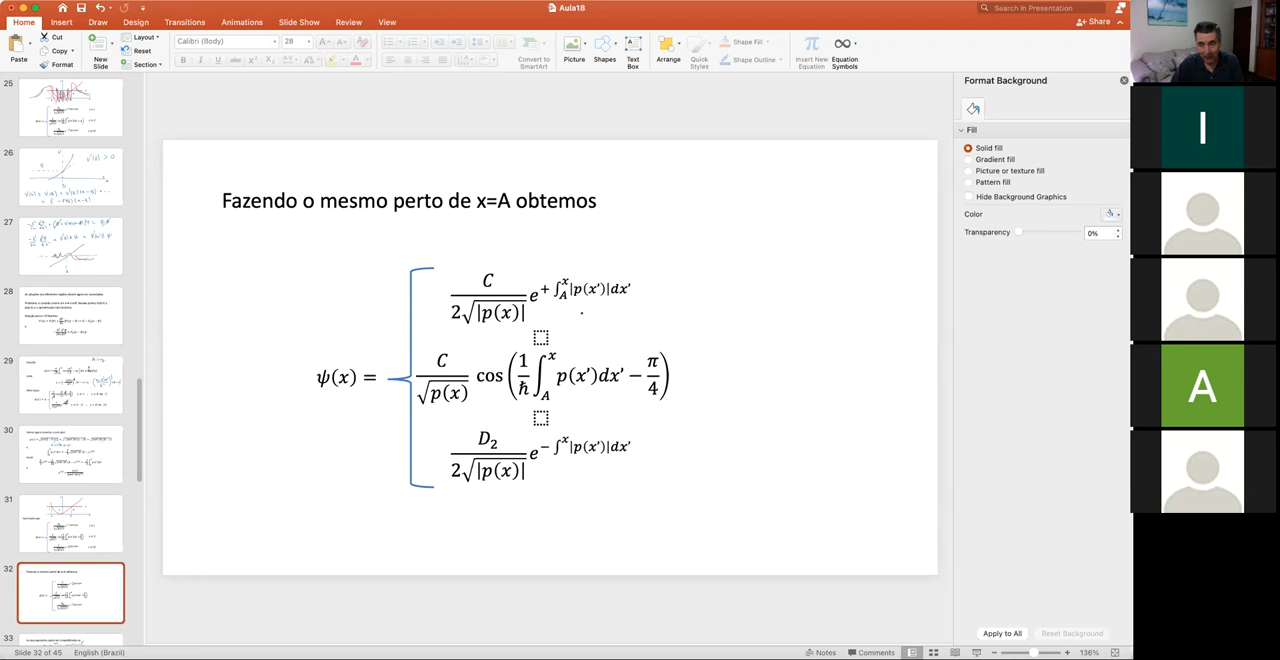 Aula18
Search in Presentation
Home Insert Draw Design Transitions Animations Slide Show Review View
Share
Paste
Cut
Copy
Format
New Slide
Layout
Reset
Section
Calibri (Body) 28
Convert to SmartArt
Picture
Shapes
Text Box
Arrange
Quick Styles
Shape Fill
Shape Outline
Insert New Equation
Equation Symbols
25
26
27
28
29
30
31
32
33
Fazendo o mesmo perto de x=A obtemos
C / 2√|p(x)| e^{+ ∫_A^x |p(x′)|dx′}
ψ(x) = C / √p(x) cos (1/ℏ ∫_A^x p(x′)dx′ − π/4)
D₂ / 2√|p(x)| e^{− ∫^x |p(x′)|dx′}
Format Background
Fill
Solid fill
Gradient fill
Picture or texture fill
Pattern fill
Hide Background Graphics
Color
Transparency 0%
Apply to All Reset Background
I
A
Slide 32 of 45 English (Brazil)
Notes Comments 136%